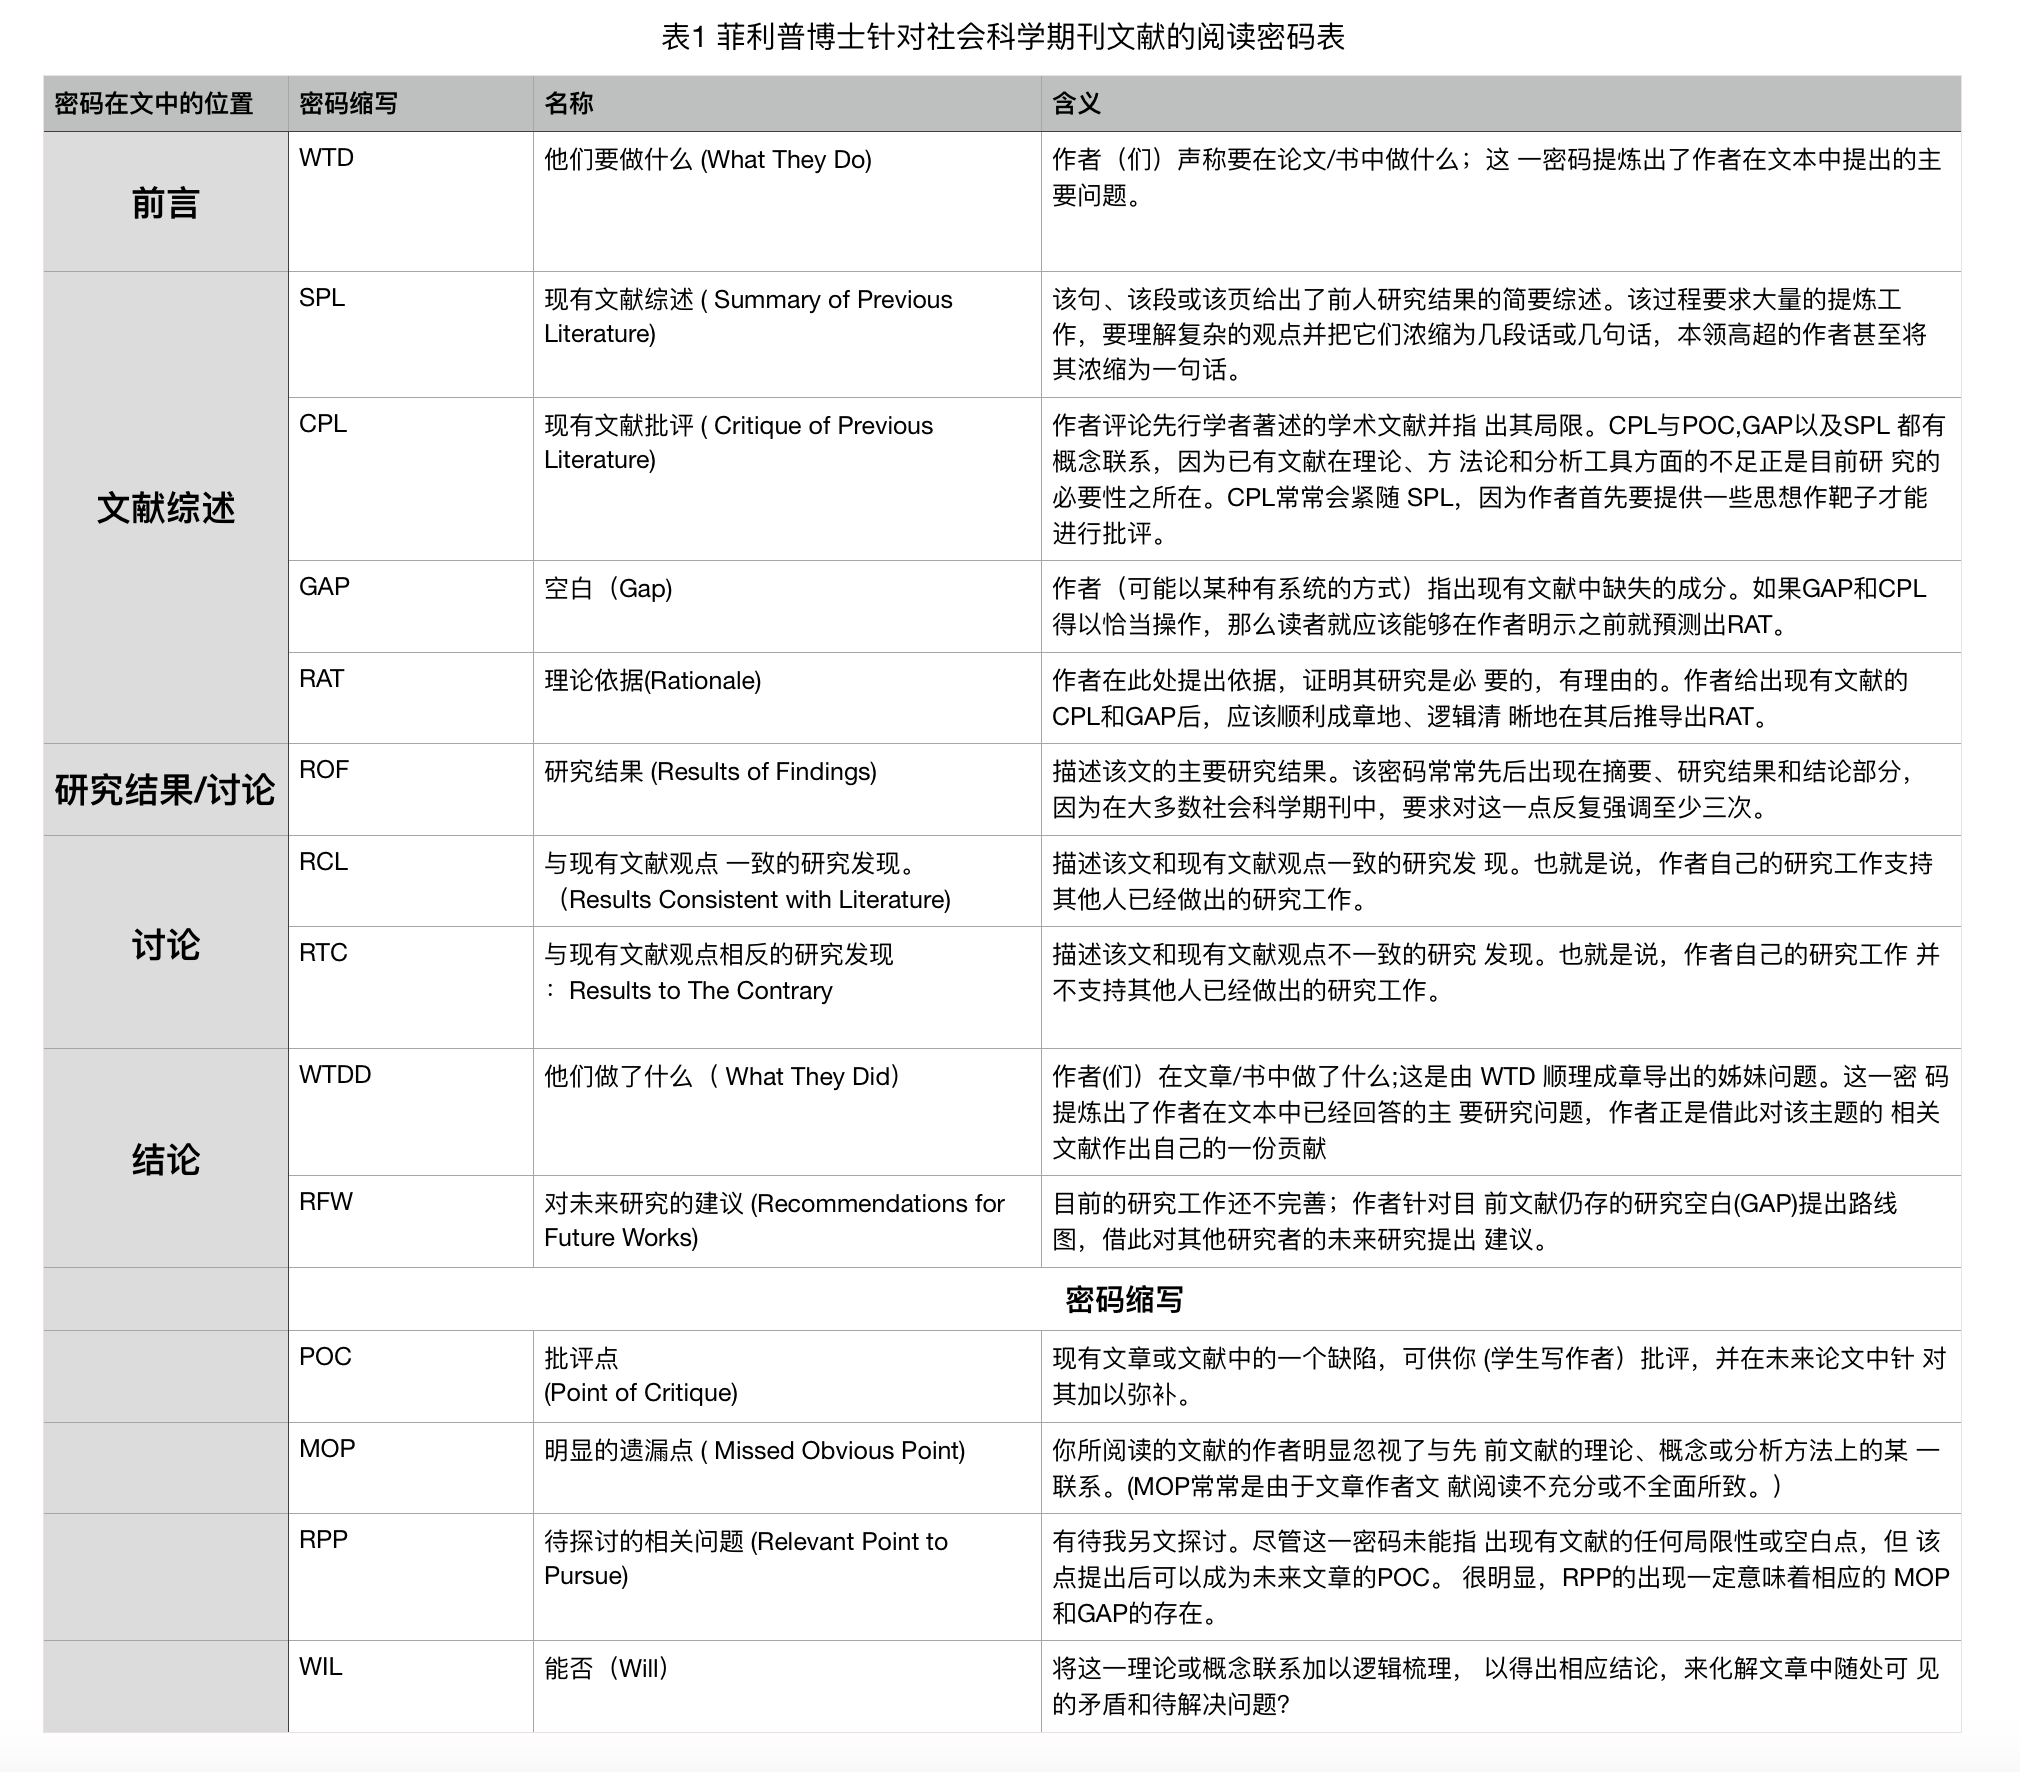 表1 菲利普博士针对社会科学期刊文献的阅读密码表
密码在文中的位置 密码缩写 名称 含义
前言
WTD
他们要做什么 (What They Do)
作者（们）声称要在论文/书中做什么；这 一密码提炼出了作者在文本中提出的主
要问题。
文献综述
SPL
现有文献综述 ( Summary of Previous
Literature)
该句、该段或该页给出了前人研究结果的简要综述。该过程要求大量的提炼工
作，要理解复杂的观点并把它们浓缩为几段话或几句话，本领高超的作者甚至将
其浓缩为一句话。
CPL
现有文献批评 ( Critique of Previous
Literature)
作者评论先行学者著述的学术文献并指 出其局限。CPL与POC,GAP以及SPL 都有
概念联系，因为已有文献在理论、方 法论和分析工具方面的不足正是目前研 究的
必要性之所在。CPL常常会紧随 SPL，因为作者首先要提供一些思想作靶子才能
进行批评。
GAP
空白（Gap)
作者（可能以某种有系统的方式）指出现有文献中缺失的成分。如果GAP和CPL
得以恰当操作，那么读者就应该能够在作者明示之前就預测出RAT。
RAT
理论依据(Rationale)
作者在此处提出依据，证明其研究是必 要的，有理由的。作者给出现有文献的
CPL和GAP后，应该顺利成章地、逻辑清 晰地在其后推导出RAT。
研究结果/讨论
ROF
研究结果 (Results of Findings)
描述该文的主要研究结果。该密码常常先后出现在摘要、研究结果和结论部分，
因为在大多数社会科学期刊中，要求对这一点反复强调至少三次。
讨论
RCL
与现有文献观点 一致的研究发现。
（Results Consistent with Literature)
描述该文和现有文献观点一致的研究发 现。也就是说，作者自己的研究工作支持
其他人已经做出的研究工作。
RTC
与现有文献观点相反的研究发现
：Results to The Contrary
描述该文和现有文献观点不一致的研究 发现。也就是说，作者自己的研究工作 并
不支持其他人已经做出的研究工作。
结论
WTDD
他们做了什么（ What They Did）
作者(们）在文章/书中做了什么;这是由 WTD 顺理成章导出的姊妹问题。这一密 码
提炼出了作者在文本中已经回答的主 要研究问题，作者正是借此对该主题的 相关
文献作出自己的一份贡献
RFW
对未来研究的建议 (Recommendations for
Future Works)
目前的研究工作还不完善；作者针对目 前文献仍存的研究空白(GAP)提出路线
图，借此对其他研究者的未来研究提出 建议。
密码缩写
POC
批评点
(Point of Critique)
现有文章或文献中的一个缺陷，可供你 (学生写作者）批评，并在未来论文中针 对
其加以弥补。
MOP
明显的遗漏点 ( Missed Obvious Point)
你所阅读的文献的作者明显忽视了与先 前文献的理论、概念或分析方法上的某 一
联系。(MOP常常是由于文章作者文 献阅读不充分或不全面所致。）
RPP
待探讨的相关问题 (Relevant Point to
Pursue)
有待我另文探讨。尽管这一密码未能指 出现有文献的任何局限性或空白点，但 该
点提出后可以成为未来文章的POC。 很明显，RPP的出现一定意味着相应的 MOP
和GAP的存在。
WIL
能否（Will）
将这一理论或概念联系加以逻辑梳理， 以得出相应结论，来化解文章中随处可 见
的矛盾和待解决问题？